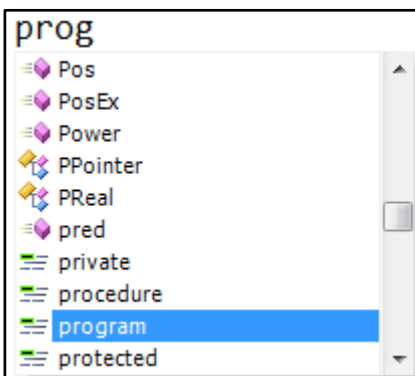 prog
Pos
PosEx
Power
PPointer
PReal
pred
private
procedure
program
protected